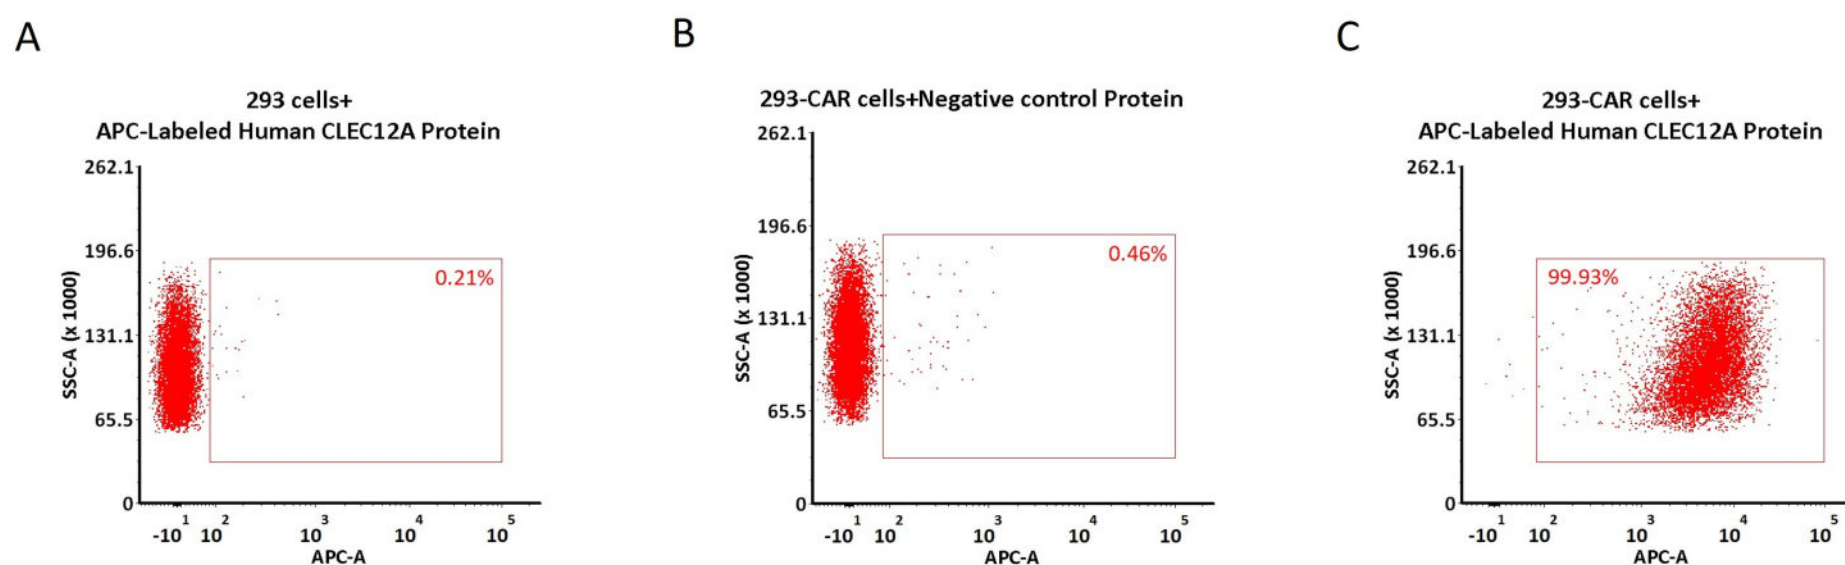 A
293 cells+
APC-Labeled Human CLEC12A Protein
262.1
196.6
131.1
65.5
0
SSC-A (x 1000)
0.21%
-10 1 10 2 10 3 10 4 10 5
APC-A
B
293-CAR cells+Negative control Protein
262.1
196.6
131.1
65.5
0
SSC-A (x 1000)
0.46%
-10 1 10 2 10 3 10 4 10 5
APC-A
C
293-CAR cells+
APC-Labeled Human CLEC12A Protein
262.1
196.6
131.1
65.5
0
SSC-A (x 1000)
99.93%
-10 1 10 2 10 3 10 4 10 5
APC-A